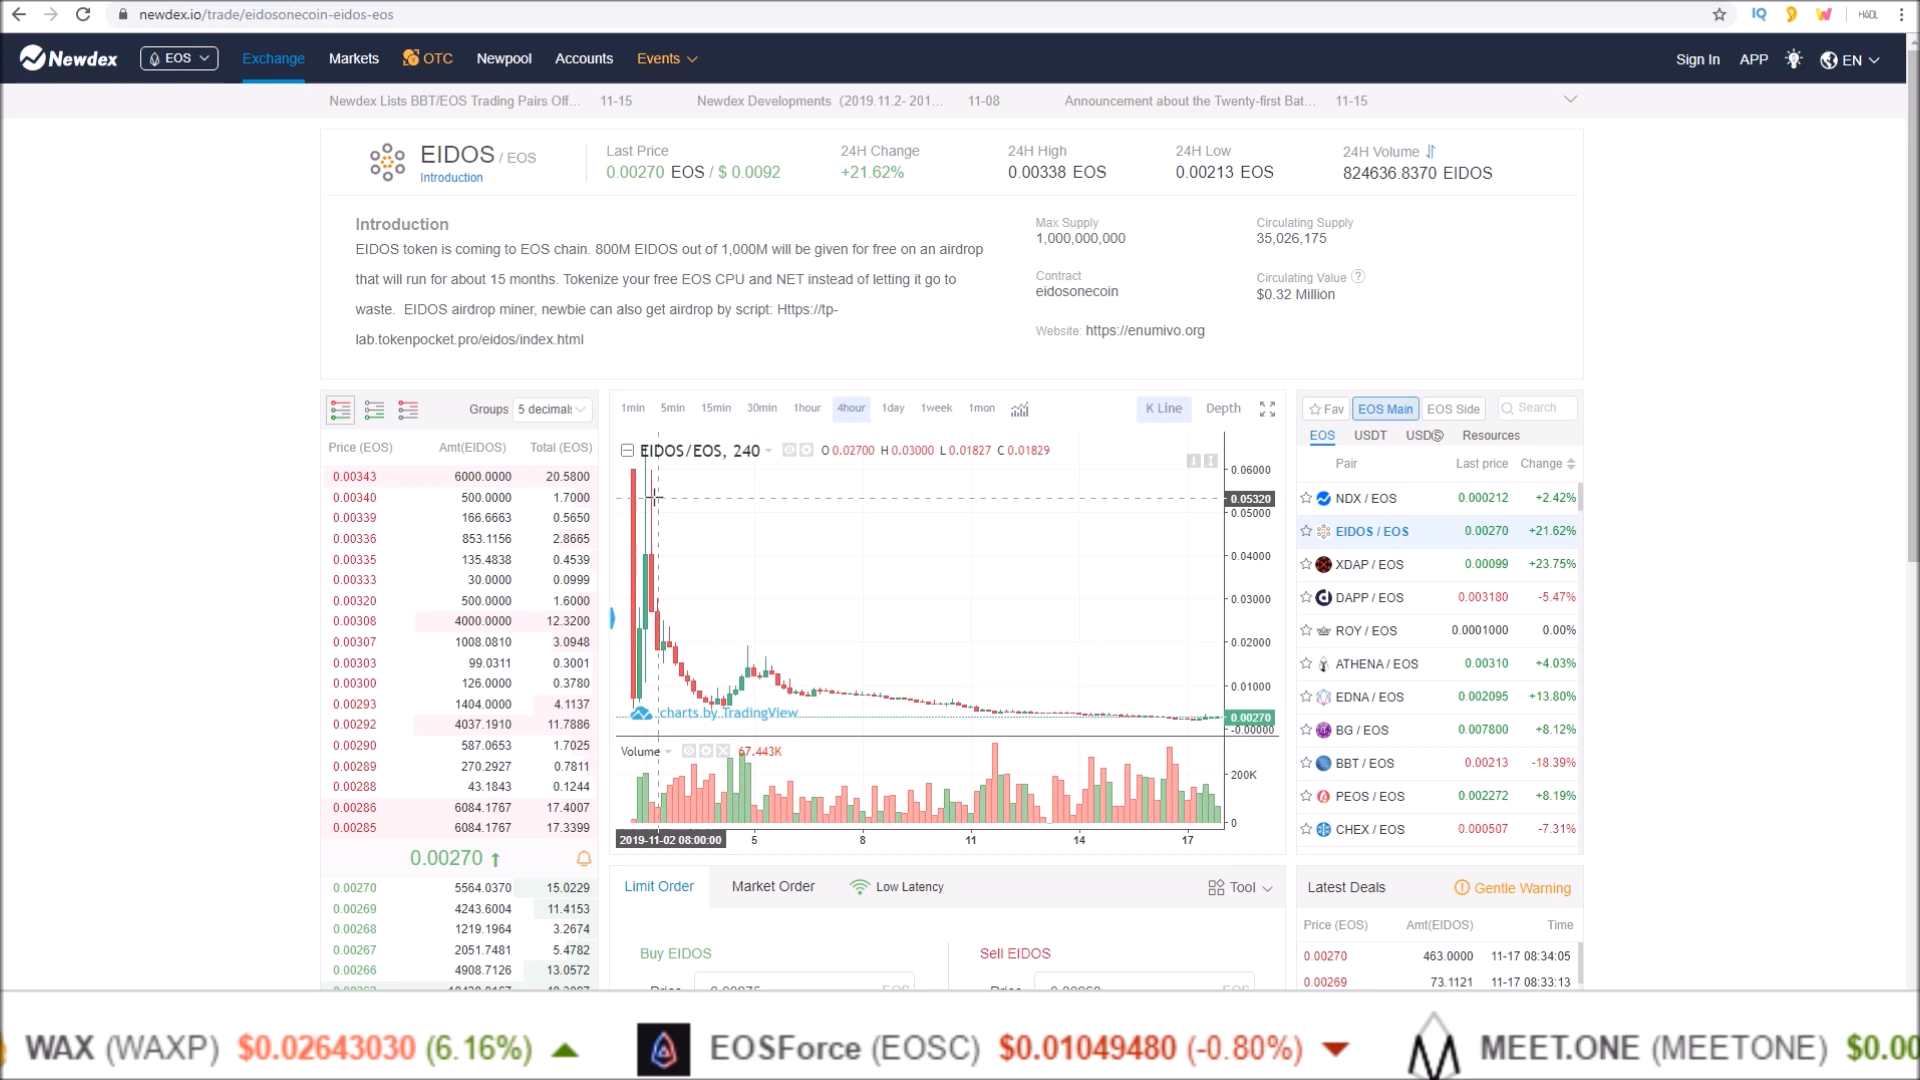 newdex.io/trade/eidosonecoin-eidos-eos
Newdex EOS Exchange Markets OTC Newpool Accounts Events Sign In APP EN
Newdex Lists BBT/EOS Trading Pairs Off... 11-15 Newdex Developments (2019.11.2- 201... 11-08 Announcement about the Twenty-first Bat... 11-15
EIDOS / EOS
Introduction
Last Price 24H Change 24H High 24H Low 24H Volume
0.00270 EOS / $ 0.0092 +21.62% 0.00338 EOS 0.00213 EOS 824636.8370 EIDOS
Introduction
EIDOS token is coming to EOS chain. 800M EIDOS out of 1,000M will be given for free on an airdrop
that will run for about 15 months. Tokenize your free EOS CPU and NET instead of letting it go to
waste. EIDOS airdrop miner, newbie can also get airdrop by script: Https://tp-
lab.tokenpocket.pro/eidos/index.html
Max Supply Circulating Supply
1,000,000,000 35,026,175
Contract Circulating Value ?
eidosonecoin $0.32 Million
Website: https://enumivo.org
Groups 5 decimal
Price (EOS) Amt(EIDOS) Total (EOS)
0.00343 6000.0000 20.5800
0.00340 500.0000 1.7000
0.00339 166.6663 0.5650
0.00336 853.1156 2.8665
0.00335 135.4838 0.4539
0.00333 30.0000 0.0999
0.00320 500.0000 1.6000
0.00308 4000.0000 12.3200
0.00307 1008.0810 3.0948
0.00303 99.0311 0.3001
0.00300 126.0000 0.3780
0.00293 1404.0000 4.1137
0.00292 4037.1910 11.7886
0.00290 587.0653 1.7025
0.00289 270.2927 0.7811
0.00288 43.1843 0.1244
0.00286 6084.1767 17.4007
0.00285 6084.1767 17.3399
0.00270
0.00270 5564.0370 15.0229
0.00269 4243.6004 11.4153
0.00268 1219.1964 3.2674
0.00267 2051.7481 5.4782
0.00266 4908.7126 13.0572
1min 5min 15min 30min 1hour 4hour 1day 1week 1mon K Line Depth
EIDOS/EOS, 240 O 0.02700 H 0.03000 L 0.01827 C 0.01829
0.06000
0.05320
0.05000
0.04000
0.03000
0.02000
0.01000
0.00270
-0.00000
charts by TradingView
Volume 67.443K
200K
0
2019-11-02 08:00:00 5 8 11 14 17
Limit Order Market Order Low Latency Tool
Buy EIDOS Sell EIDOS
Price EOS Price EOS
Fav EOS Main EOS Side Search
EOS USDT USDⓈ Resources
Pair Last price Change
NDX / EOS 0.000212 +2.42%
EIDOS / EOS 0.00270 +21.62%
XDAP / EOS 0.00099 +23.75%
DAPP / EOS 0.003180 -5.47%
ROY / EOS 0.0001000 0.00%
ATHENA / EOS 0.00310 +4.03%
EDNA / EOS 0.002095 +13.80%
BG / EOS 0.007800 +8.12%
BBT / EOS 0.00213 -18.39%
PEOS / EOS 0.002272 +8.19%
CHEX / EOS 0.000507 -7.31%
Latest Deals Gentle Warning
Price (EOS) Amt(EIDOS) Time
0.00270 463.0000 11-17 08:34:05
0.00269 73.1121 11-17 08:33:13
WAX (WAXP) $0.02643030 (6.16%) EOSForce (EOSC) $0.01049480 (-0.80%) MEET.ONE (MEETONE) $0.00